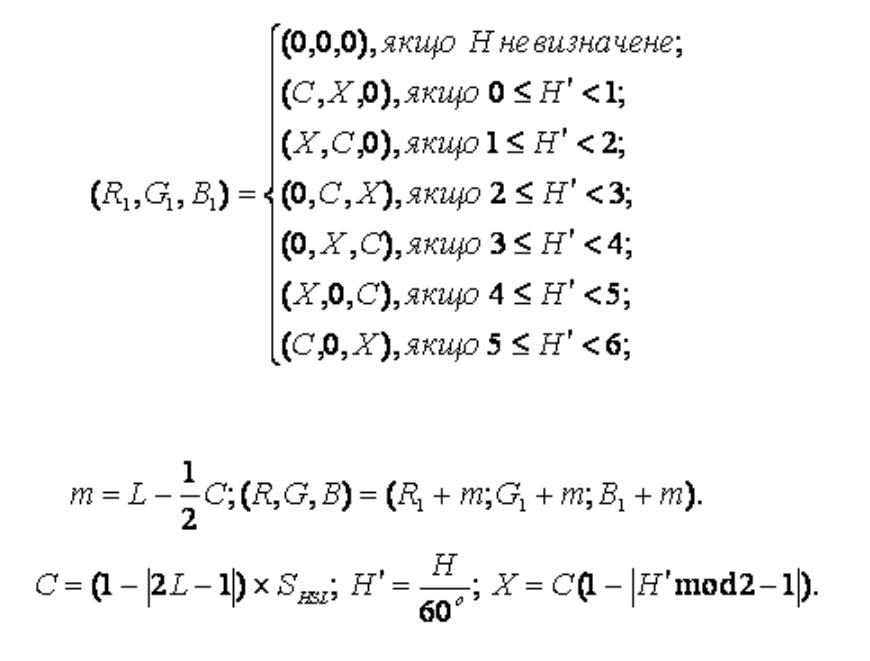 (0,0,0), якщо H не визначене;
(C,X,0), якщо 0 ≤ H' <1;
(X,C,0), якщо 1 ≤ H' < 2;
(R₁,G₁,B₁) = { (0,C,X), якщо 2 ≤ H' <3;
(0,X,C), якщо 3 ≤ H' <4;
(X,0,C), якщо 4 ≤ H' <5;
(C,0,X), якщо 5 ≤ H' <6;
m = L − 1/2 C; (R,G,B) = (R₁ + m; G₁ + m; B₁ + m).
C = (1 − |2L − 1|) × S_HSL; H' = H/60°; X = C(1 − |H' mod 2 − 1|).